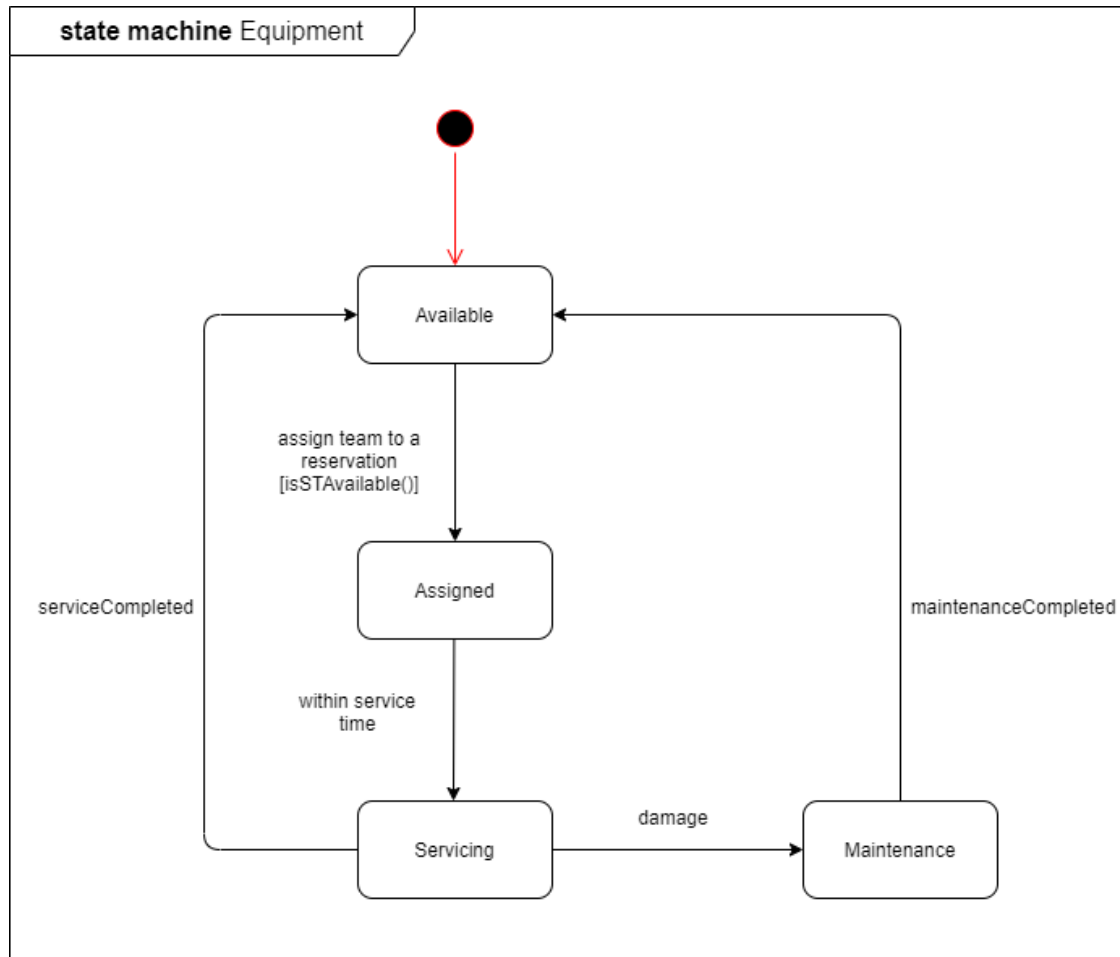 state machine Equipment
Available
assign team to a
reservation
[isSTAvailable()]
Assigned
serviceCompleted
maintenanceCompleted
within service
time
damage
Servicing
Maintenance